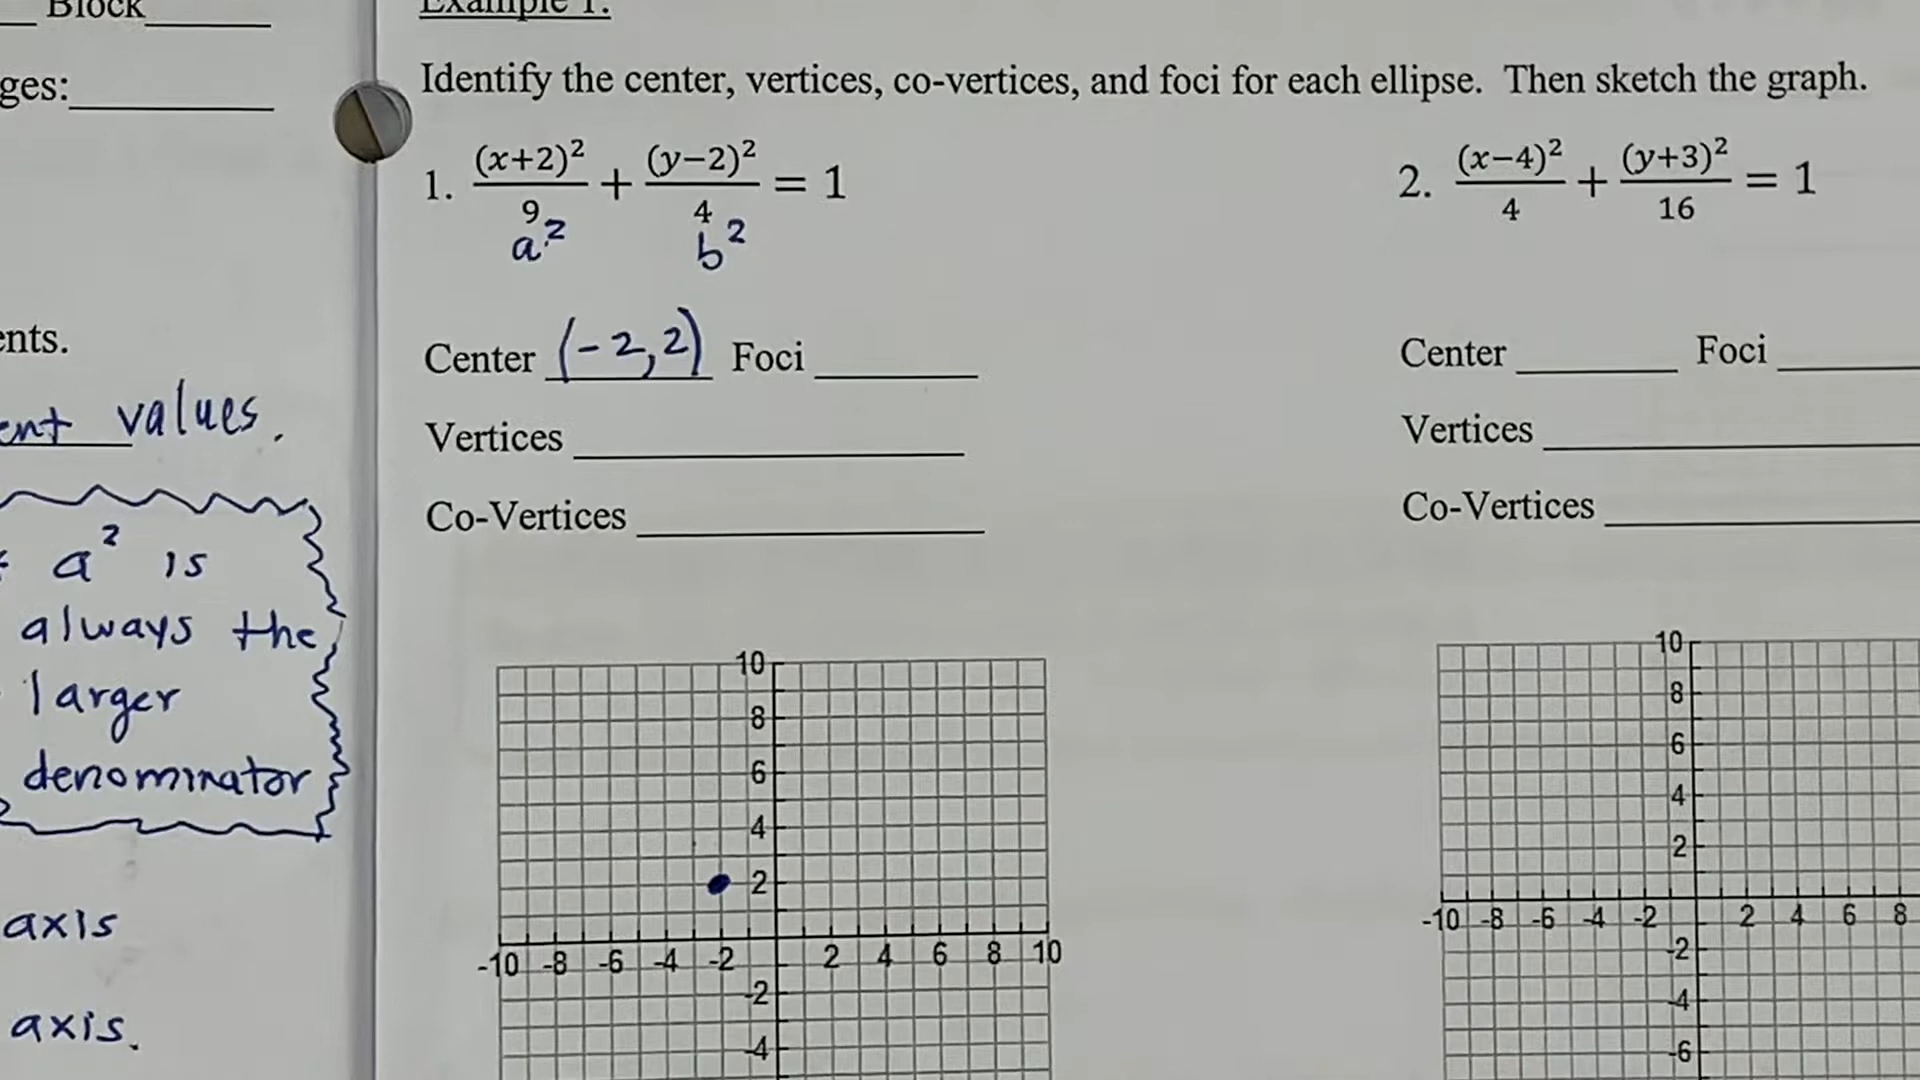 Block
Example 1:
ges:
Identify the center, vertices, co-vertices, and foci for each ellipse. Then sketch the graph.
1. (x+2)²/9 + (y−2)²/4 = 1
a² b²
2. (x−4)²/4 + (y+3)²/16 = 1
Center (-2,2) Foci
Center Foci
ents.
Vertices
Vertices
ent values.
Co-Vertices
Co-Vertices
a² is
always the
larger
denominator
axis
axis.
10
8
6
4
2
-10 -8 -6 -4 -2 2 4 6 8 10
-2
-4
10
8
6
4
2
-10 -8 -6 -4 -2 2 4 6 8
-2
-4
-6